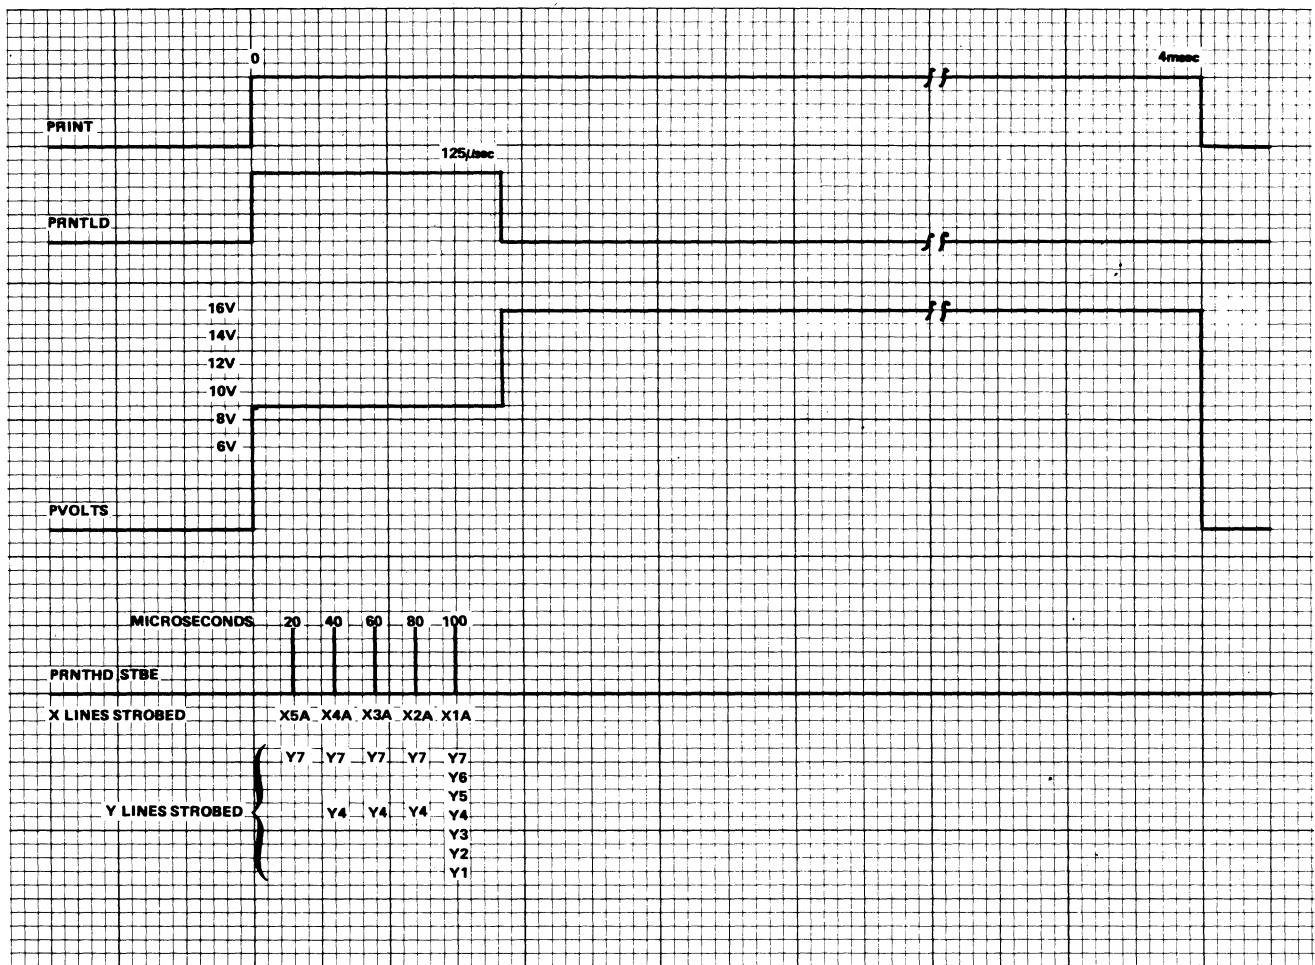 0
4msec
PRINT
125μsec
PRNTLD
16V
14V
12V
10V
8V
6V
PVOLTS
MICROSECONDS 20 40 60 80 100
PRNTHD STBE
X LINES STROBED X5A X4A X3A X2A X1A
Y7 Y7 Y7 Y7 Y7
Y6
Y5
Y LINES STROBED Y4 Y4 Y4 Y4
Y3
Y2
Y1